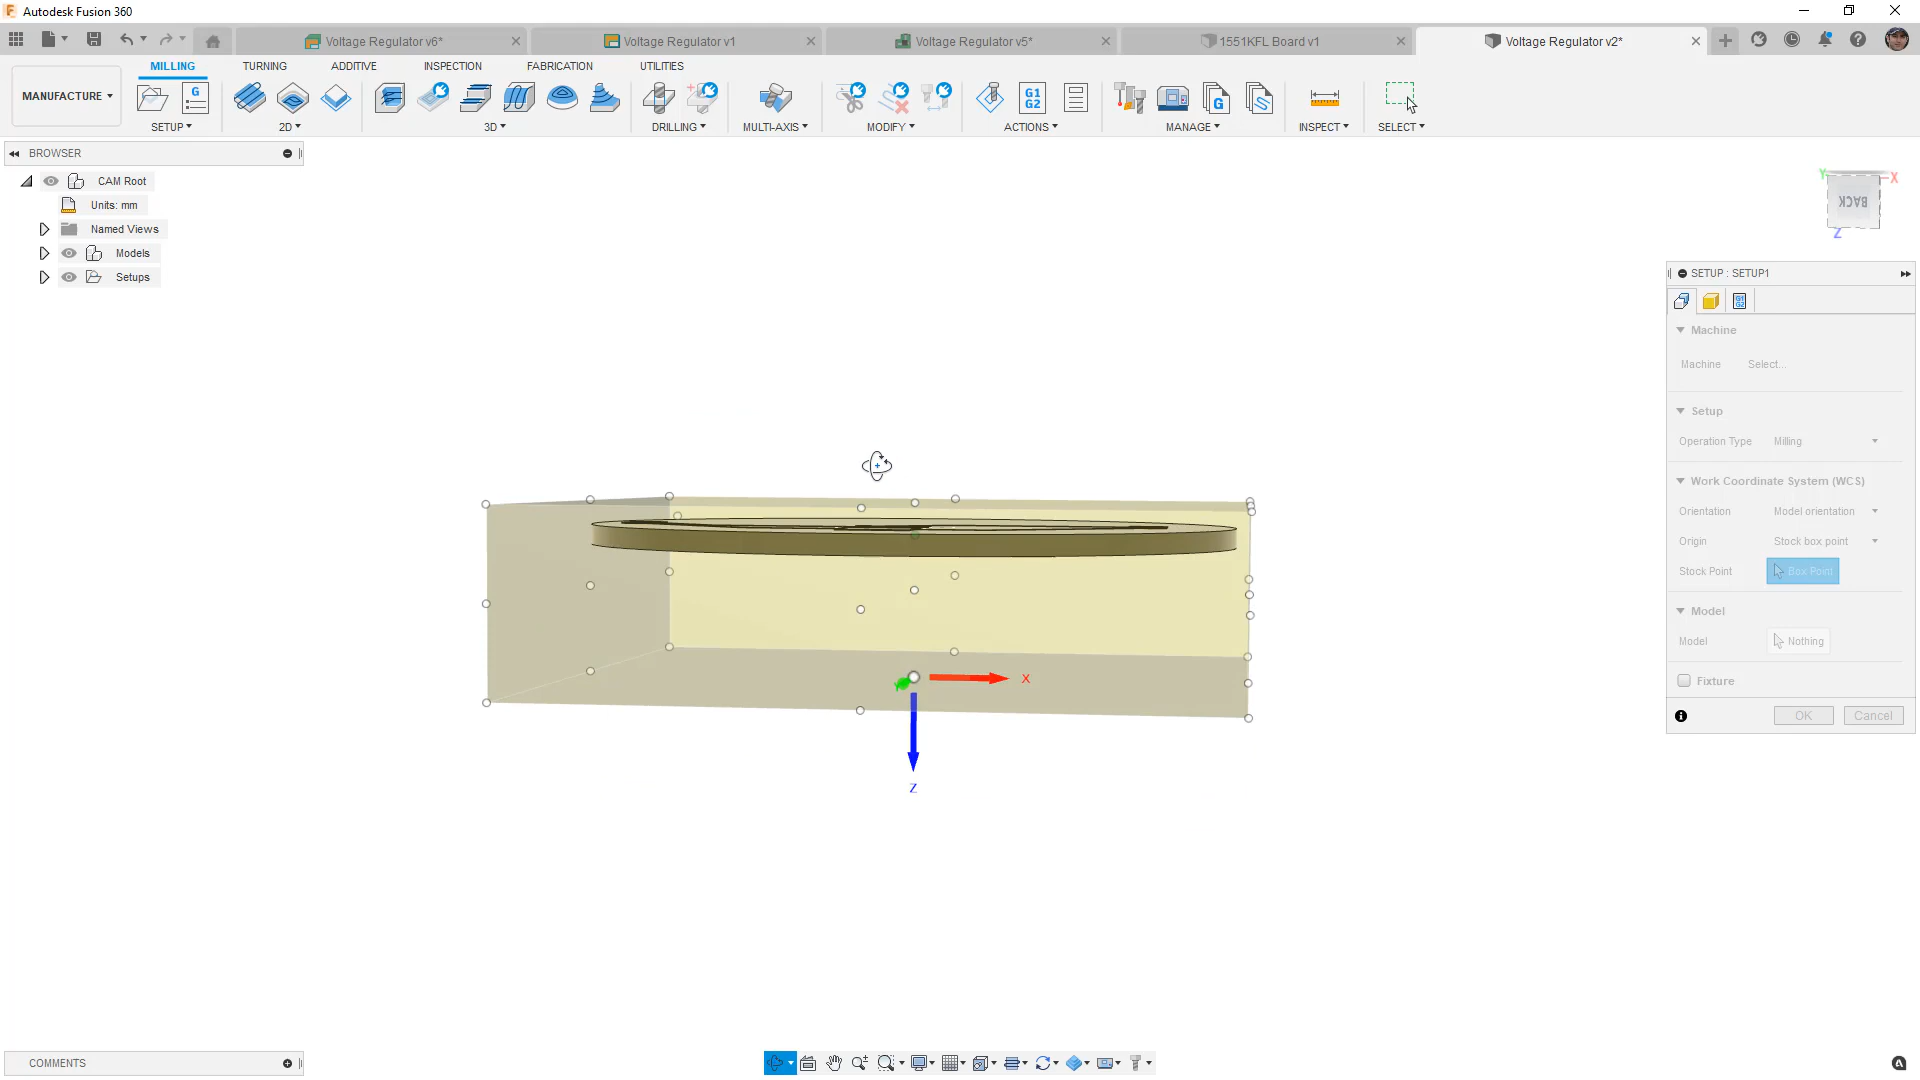 Autodesk Fusion 360
Voltage Regulator v6*
Voltage Regulator v1
Voltage Regulator v5*
1551KFL Board v1
Voltage Regulator v2*
MILLING
TURNING
ADDITIVE
INSPECTION
FABRICATION
UTILITIES
MANUFACTURE
G
G1
G2
G
SETUP
2D
3D
DRILLING
MULTI-AXIS
MODIFY
ACTIONS
MANAGE
INSPECT
SELECT
BROWSER
CAM Root
Units: mm
Named Views
Models
Setups
Y
X
BACK
Z
SETUP : SETUP1
Machine
Machine
Select...
Setup
Operation Type
Milling
Work Coordinate System (WCS)
Orientation
Model orientation
Origin
Stock box point
Stock Point
Box Point
Model
Model
Nothing
Fixture
OK
Cancel
Y
X
Z
COMMENTS